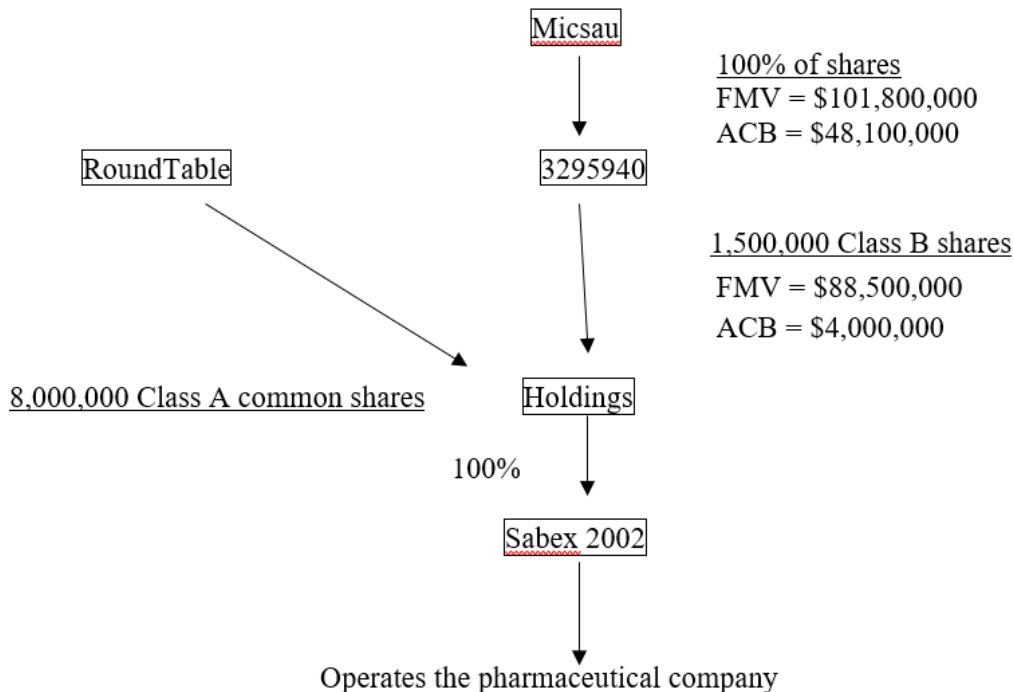 Micsau
100% of shares
FMV = $101,800,000
ACB = $48,100,000
RoundTable
3295940
1,500,000 Class B shares
FMV = $88,500,000
ACB = $4,000,000
8,000,000 Class A common shares
Holdings
100%
Sabex 2002
Operates the pharmaceutical company